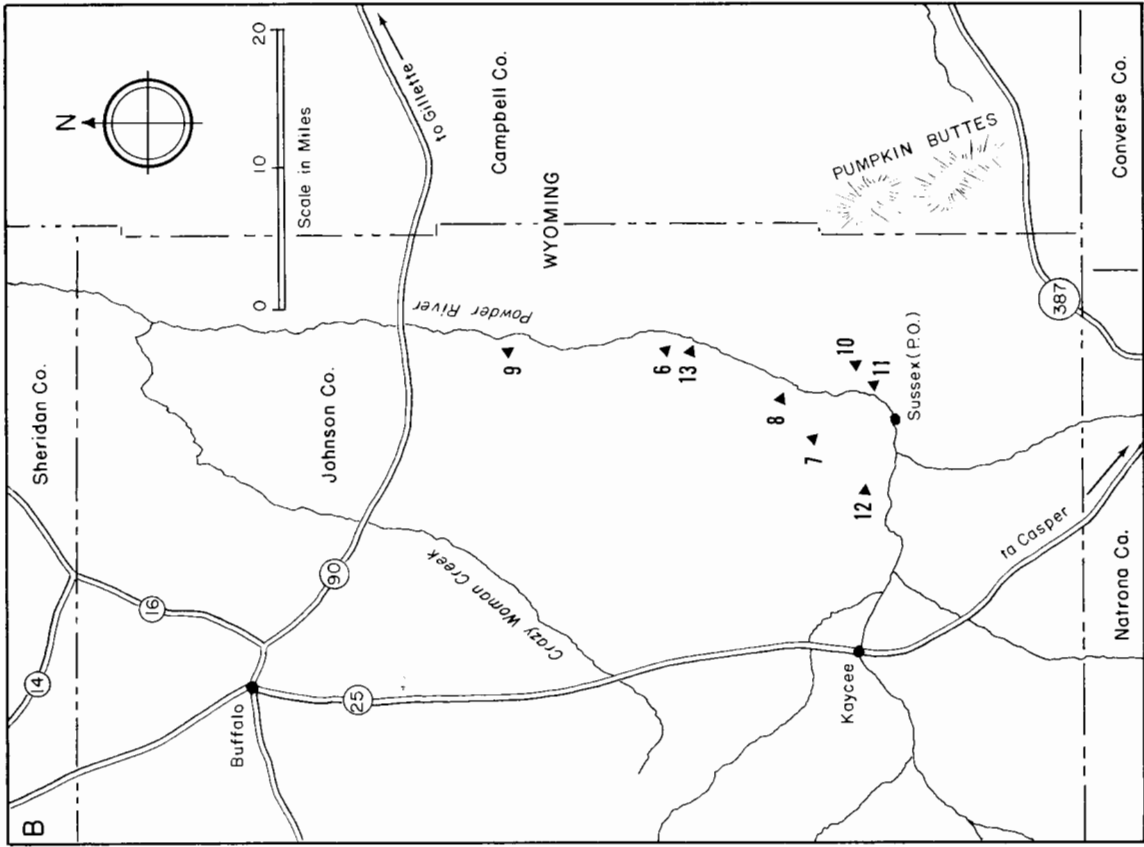 B
N
0 10 20
Scale in Miles
Sheridan Co.
14
16
to Gillette
Buffalo
Johnson Co.
90
25
Campbell Co.
Powder River
Crazy Woman Creek
9
WYOMING
6
13
8
7
10
11
12
PUMPKIN BUTTES
Kaycee
Sussex (P.O.)
387
ta Casper
Natrona Co.
Converse Co.